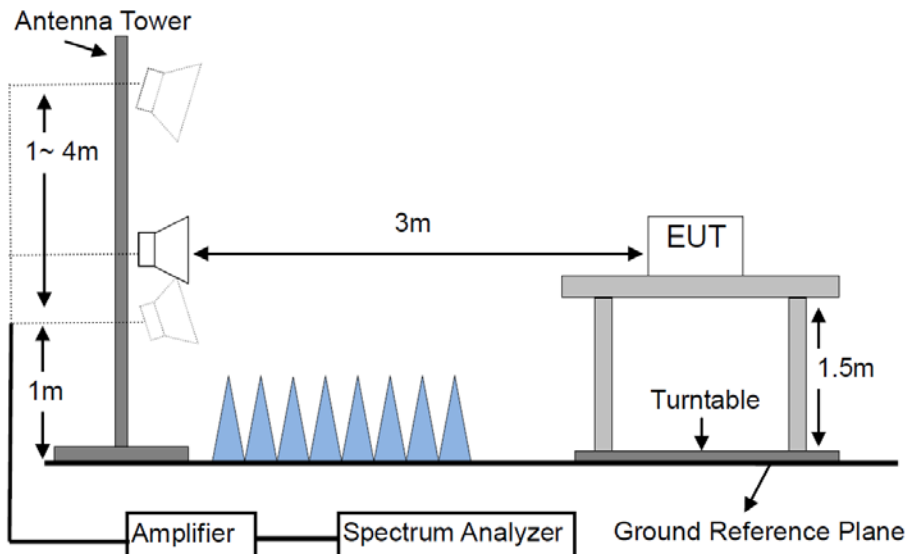 Antenna Tower
1~ 4m
3m
EUT
1m
1.5m
Turntable
Amplifier
Spectrum Analyzer
Ground Reference Plane